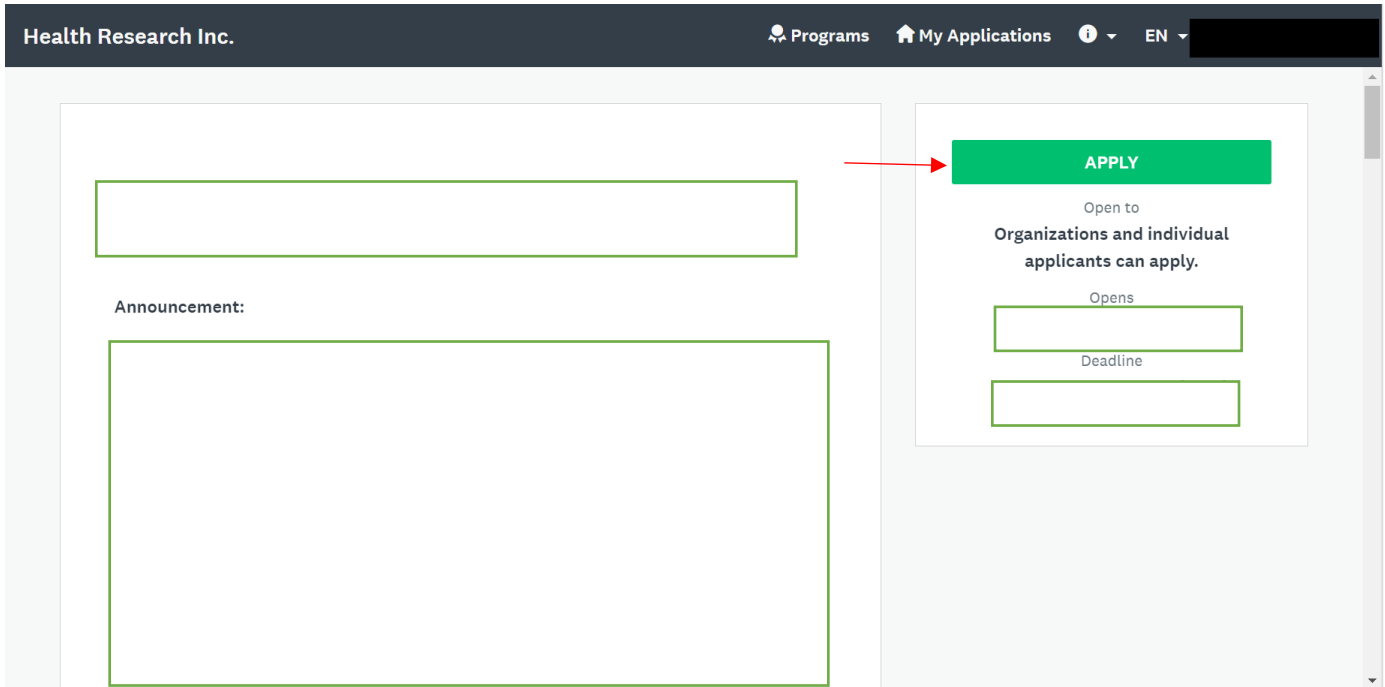 Health Research Inc.
Programs
My Applications
EN
Announcement:
APPLY
Open to
Organizations and individual
applicants can apply.
Opens
Deadline